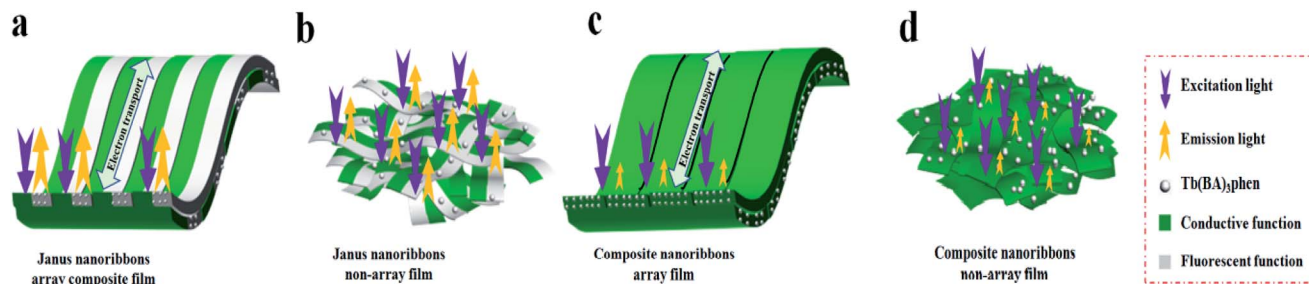 a
Electron transport
Janus nanoribbons
array composite film
b
Janus nanoribbons
non-array film
c
Electron transport
Composite nanoribbons
array film
d
Composite nanoribbons
non-array film
Excitation light
Emission light
Tb(BA)₃phen
Conductive function
Fluorescent function